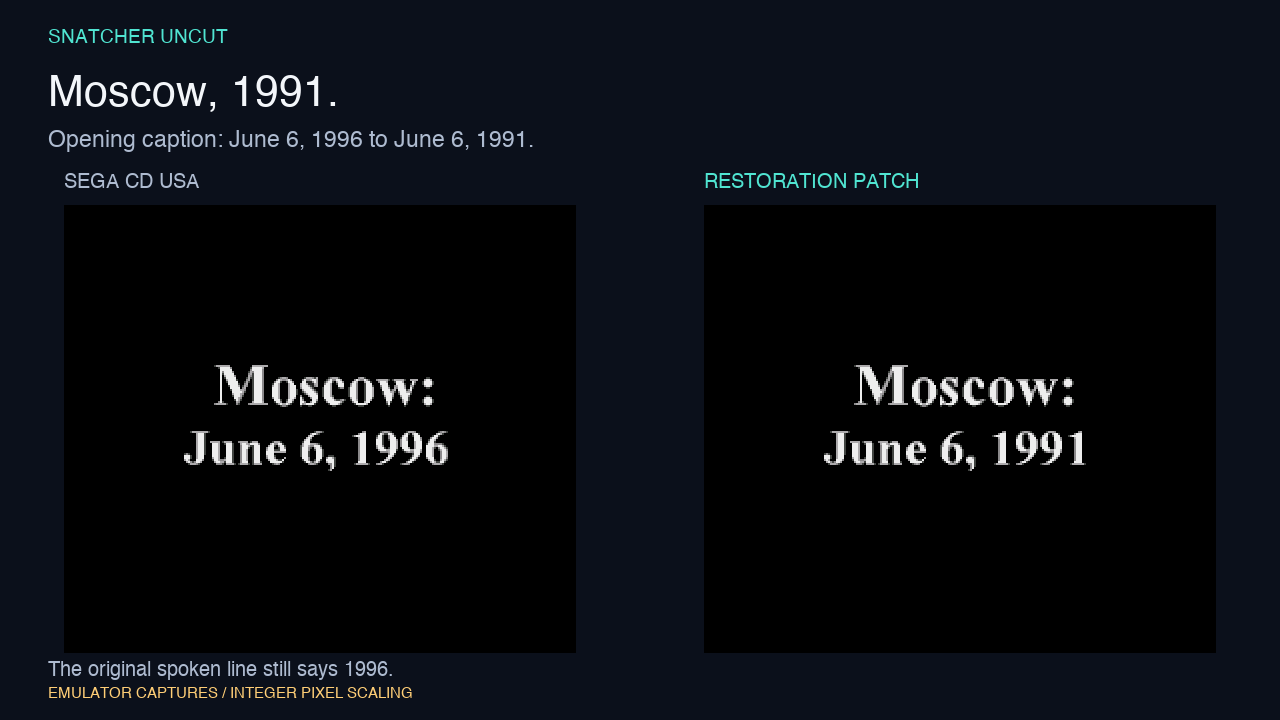 SNATCHER UNCUT
Moscow, 1991.
Opening caption: June 6, 1996 to June 6, 1991.
SEGA CD USA
RESTORATION PATCH
Moscow:
June 6, 1996
Moscow:
June 6, 1991
The original spoken line still says 1996.
EMULATOR CAPTURES / INTEGER PIXEL SCALING